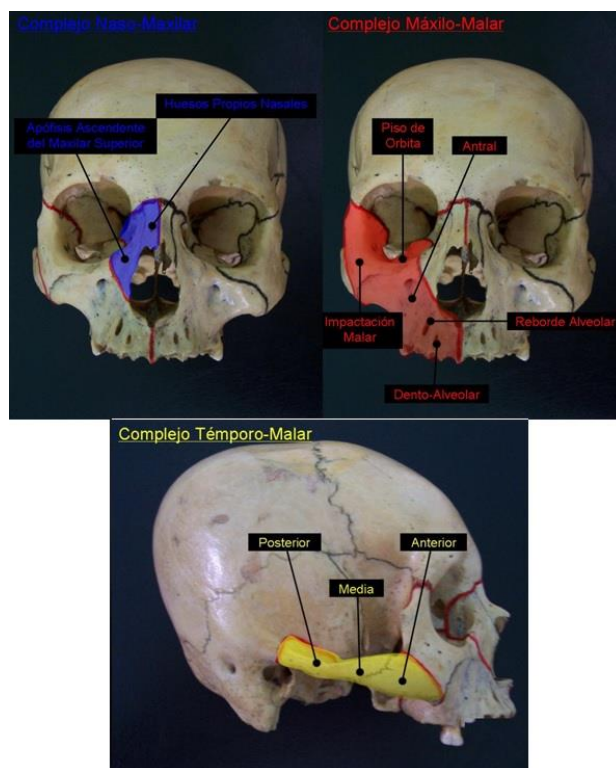 Complejo Naso-Maxilar
Huesos Propios Nasales
Apófisis Ascendente
del Maxilar Superior
Complejo Máxilo-Malar
Piso de
Orbita
Antral
Impactación
Malar
Reborde Alveolar
Dento-Alveolar
Complejo Témporo-Malar
Posterior
Anterior
Media